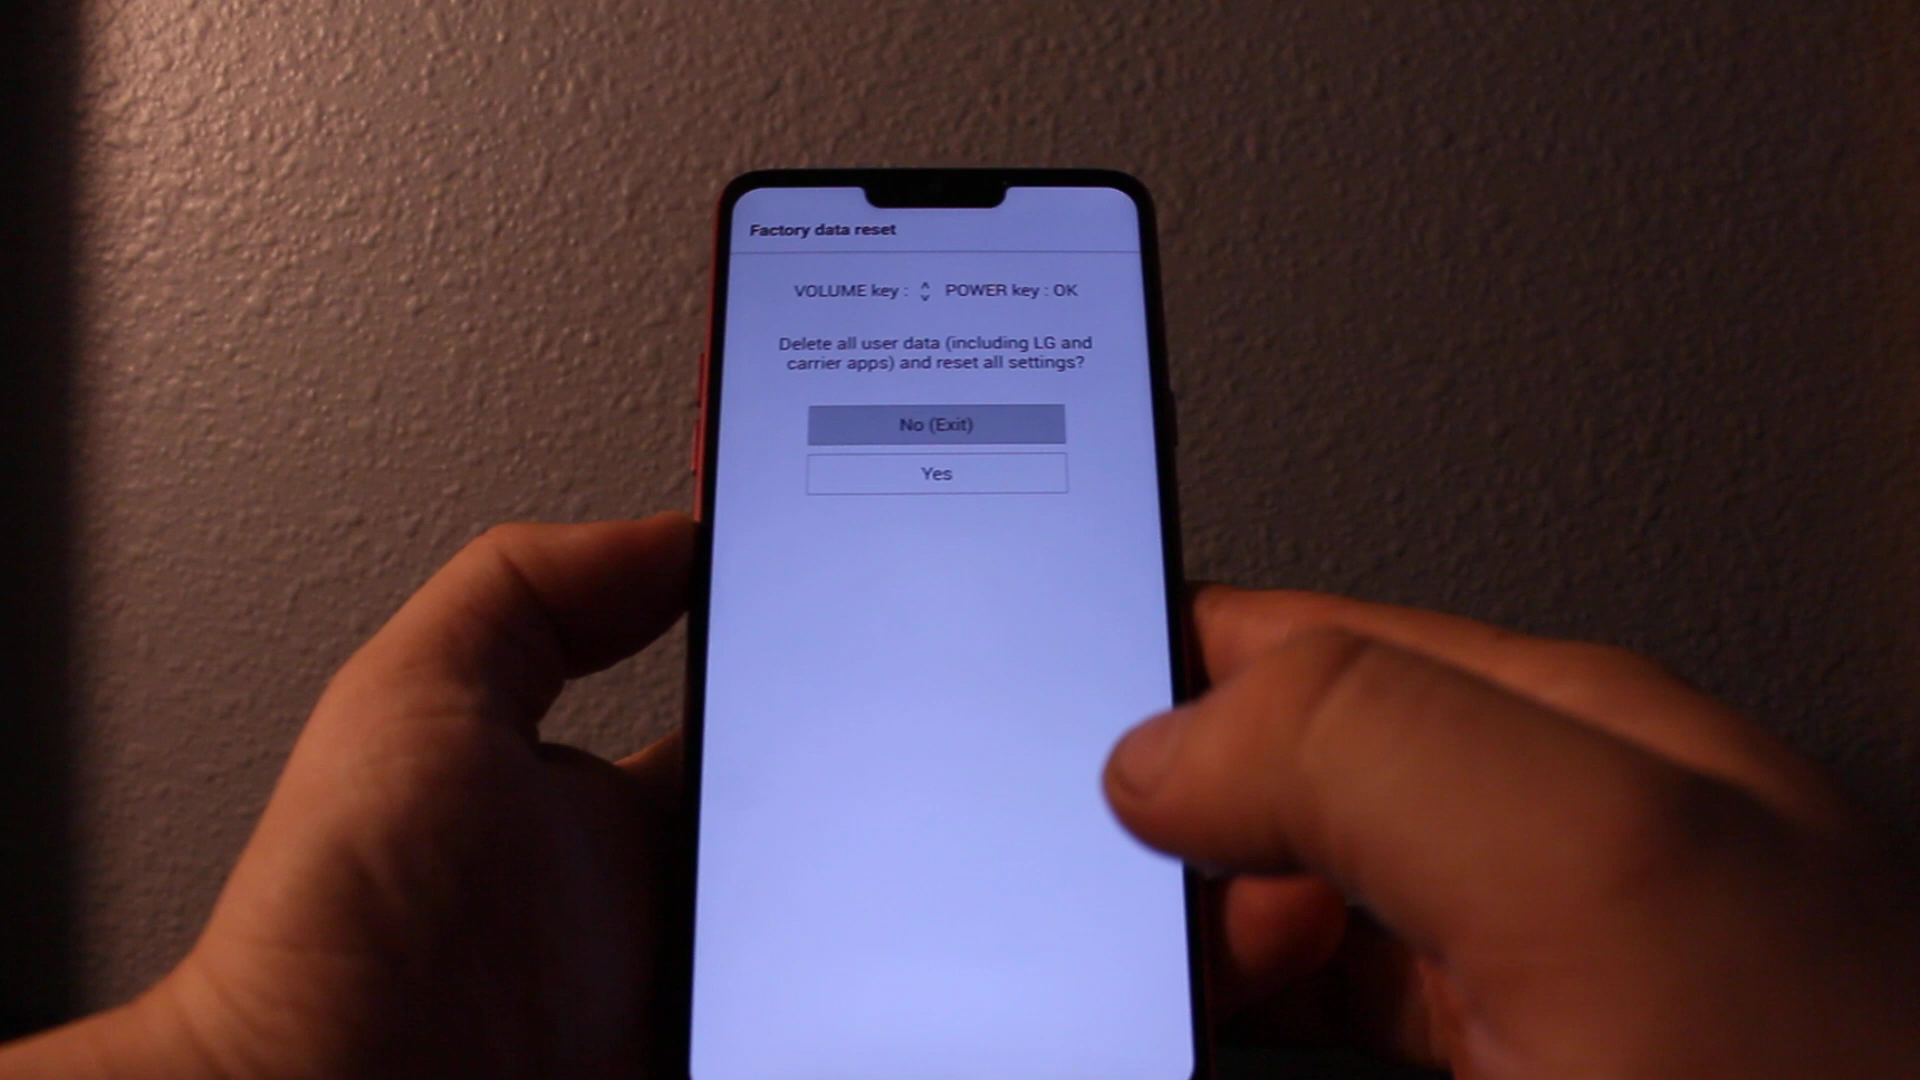 Factory data reset
VOLUME key : POWER key : OK
Delete all user data (including LG and
carrier apps) and reset all settings?
No (Exit)
Yes